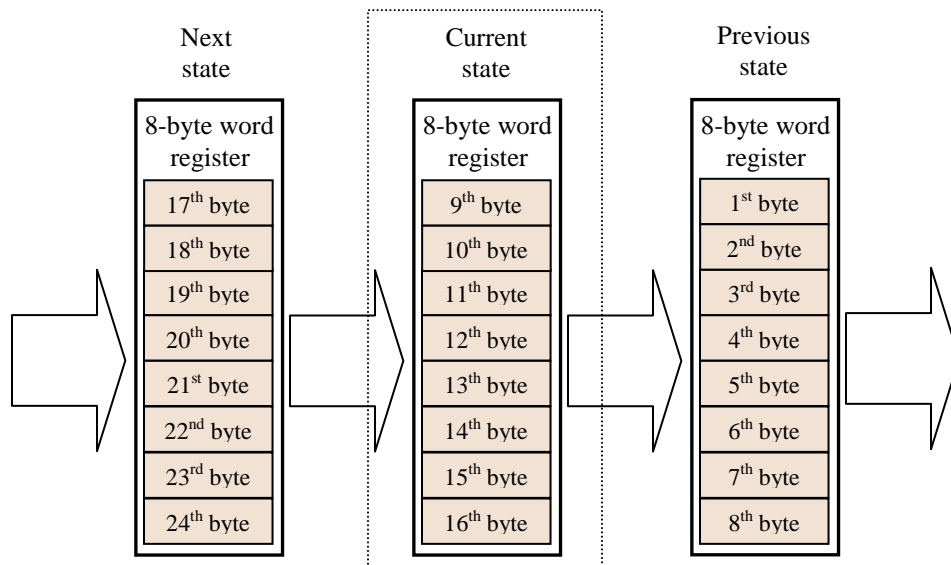 Next
state
8-byte word
register
17th byte
18th byte
19th byte
20th byte
21st byte
22nd byte
23rd byte
24th byte
Current
state
8-byte word
register
9th byte
10th byte
11th byte
12th byte
13th byte
14th byte
15th byte
16th byte
Previous
state
8-byte word
register
1st byte
2nd byte
3rd byte
4th byte
5th byte
6th byte
7th byte
8th byte